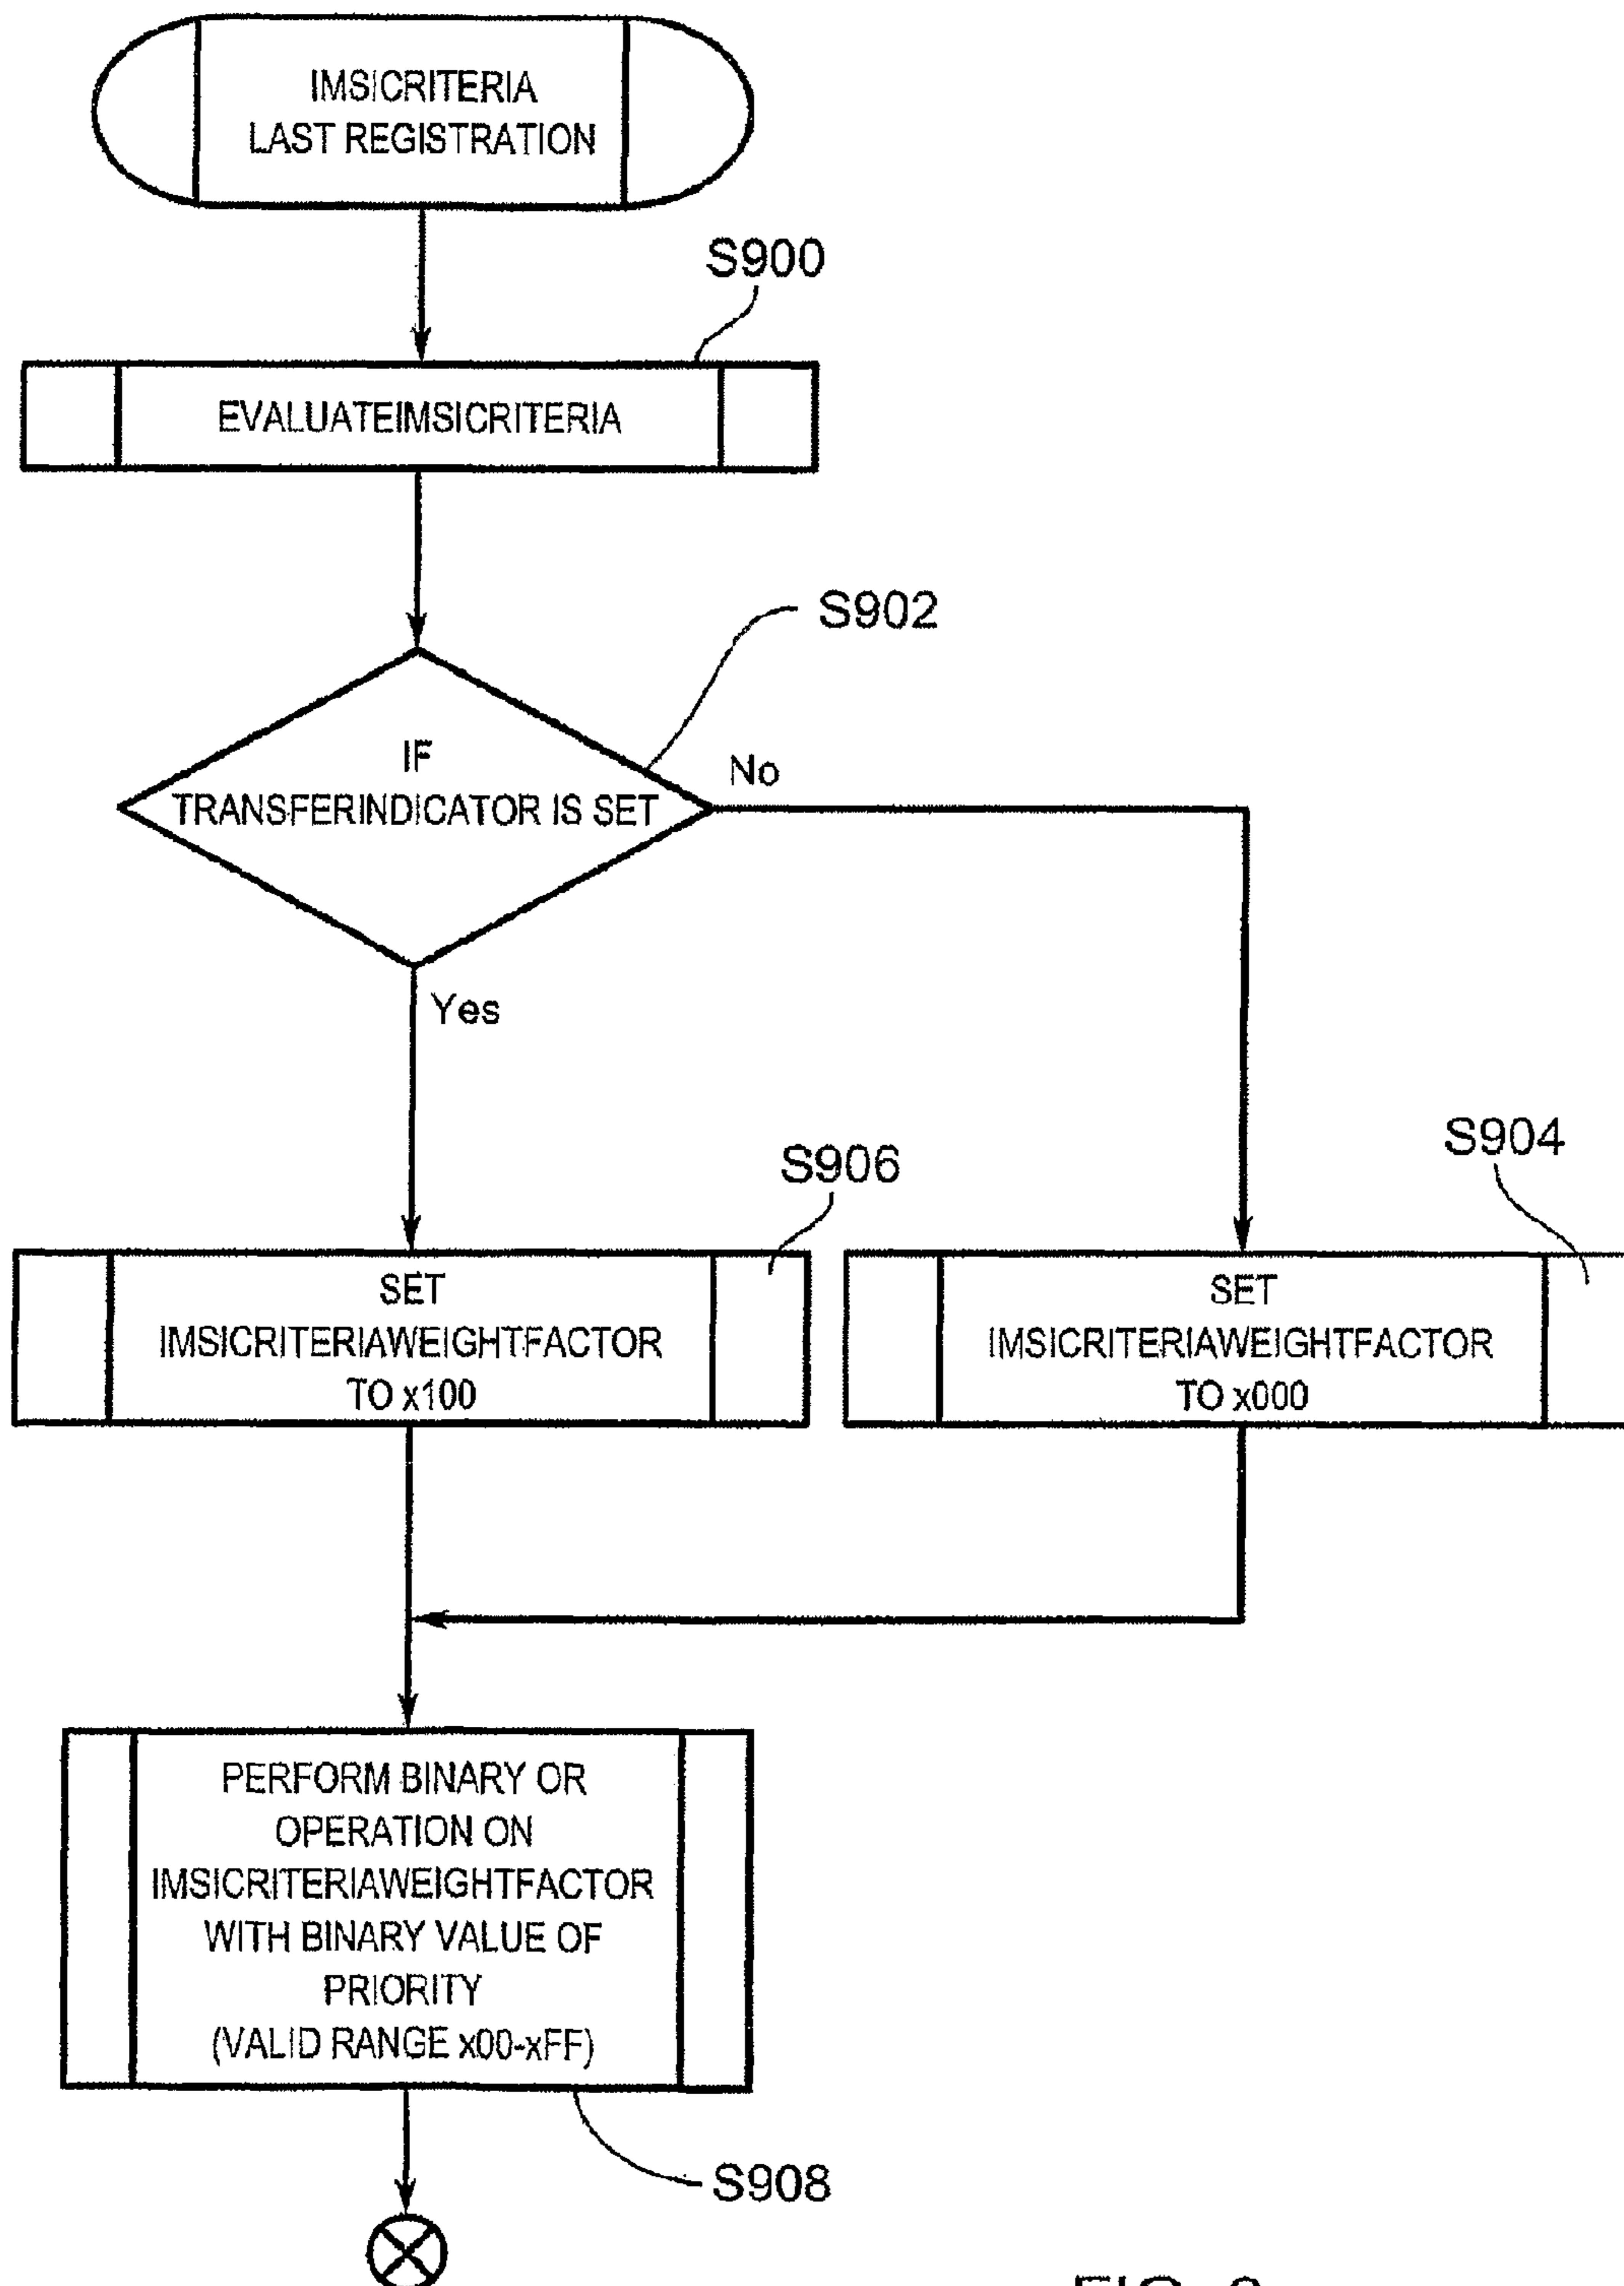 IMSICRITERIA
LAST REGISTRATION
S900
EVALUATEIMSICRITERIA
S902
IF
TRANSFERINDICATOR IS SET
No
Yes
S906
SET
IMSICRITERIAWEIGHTFACTOR
TO x100
S904
SET
IMSICRITERIAWEIGHTFACTOR
TO x000
PERFORM BINARY OR
OPERATION ON
IMSICRITERIAWEIGHTFACTOR
WITH BINARY VALUE OF
PRIORITY
(VALID RANGE x00-xFF)
S908
FIG.